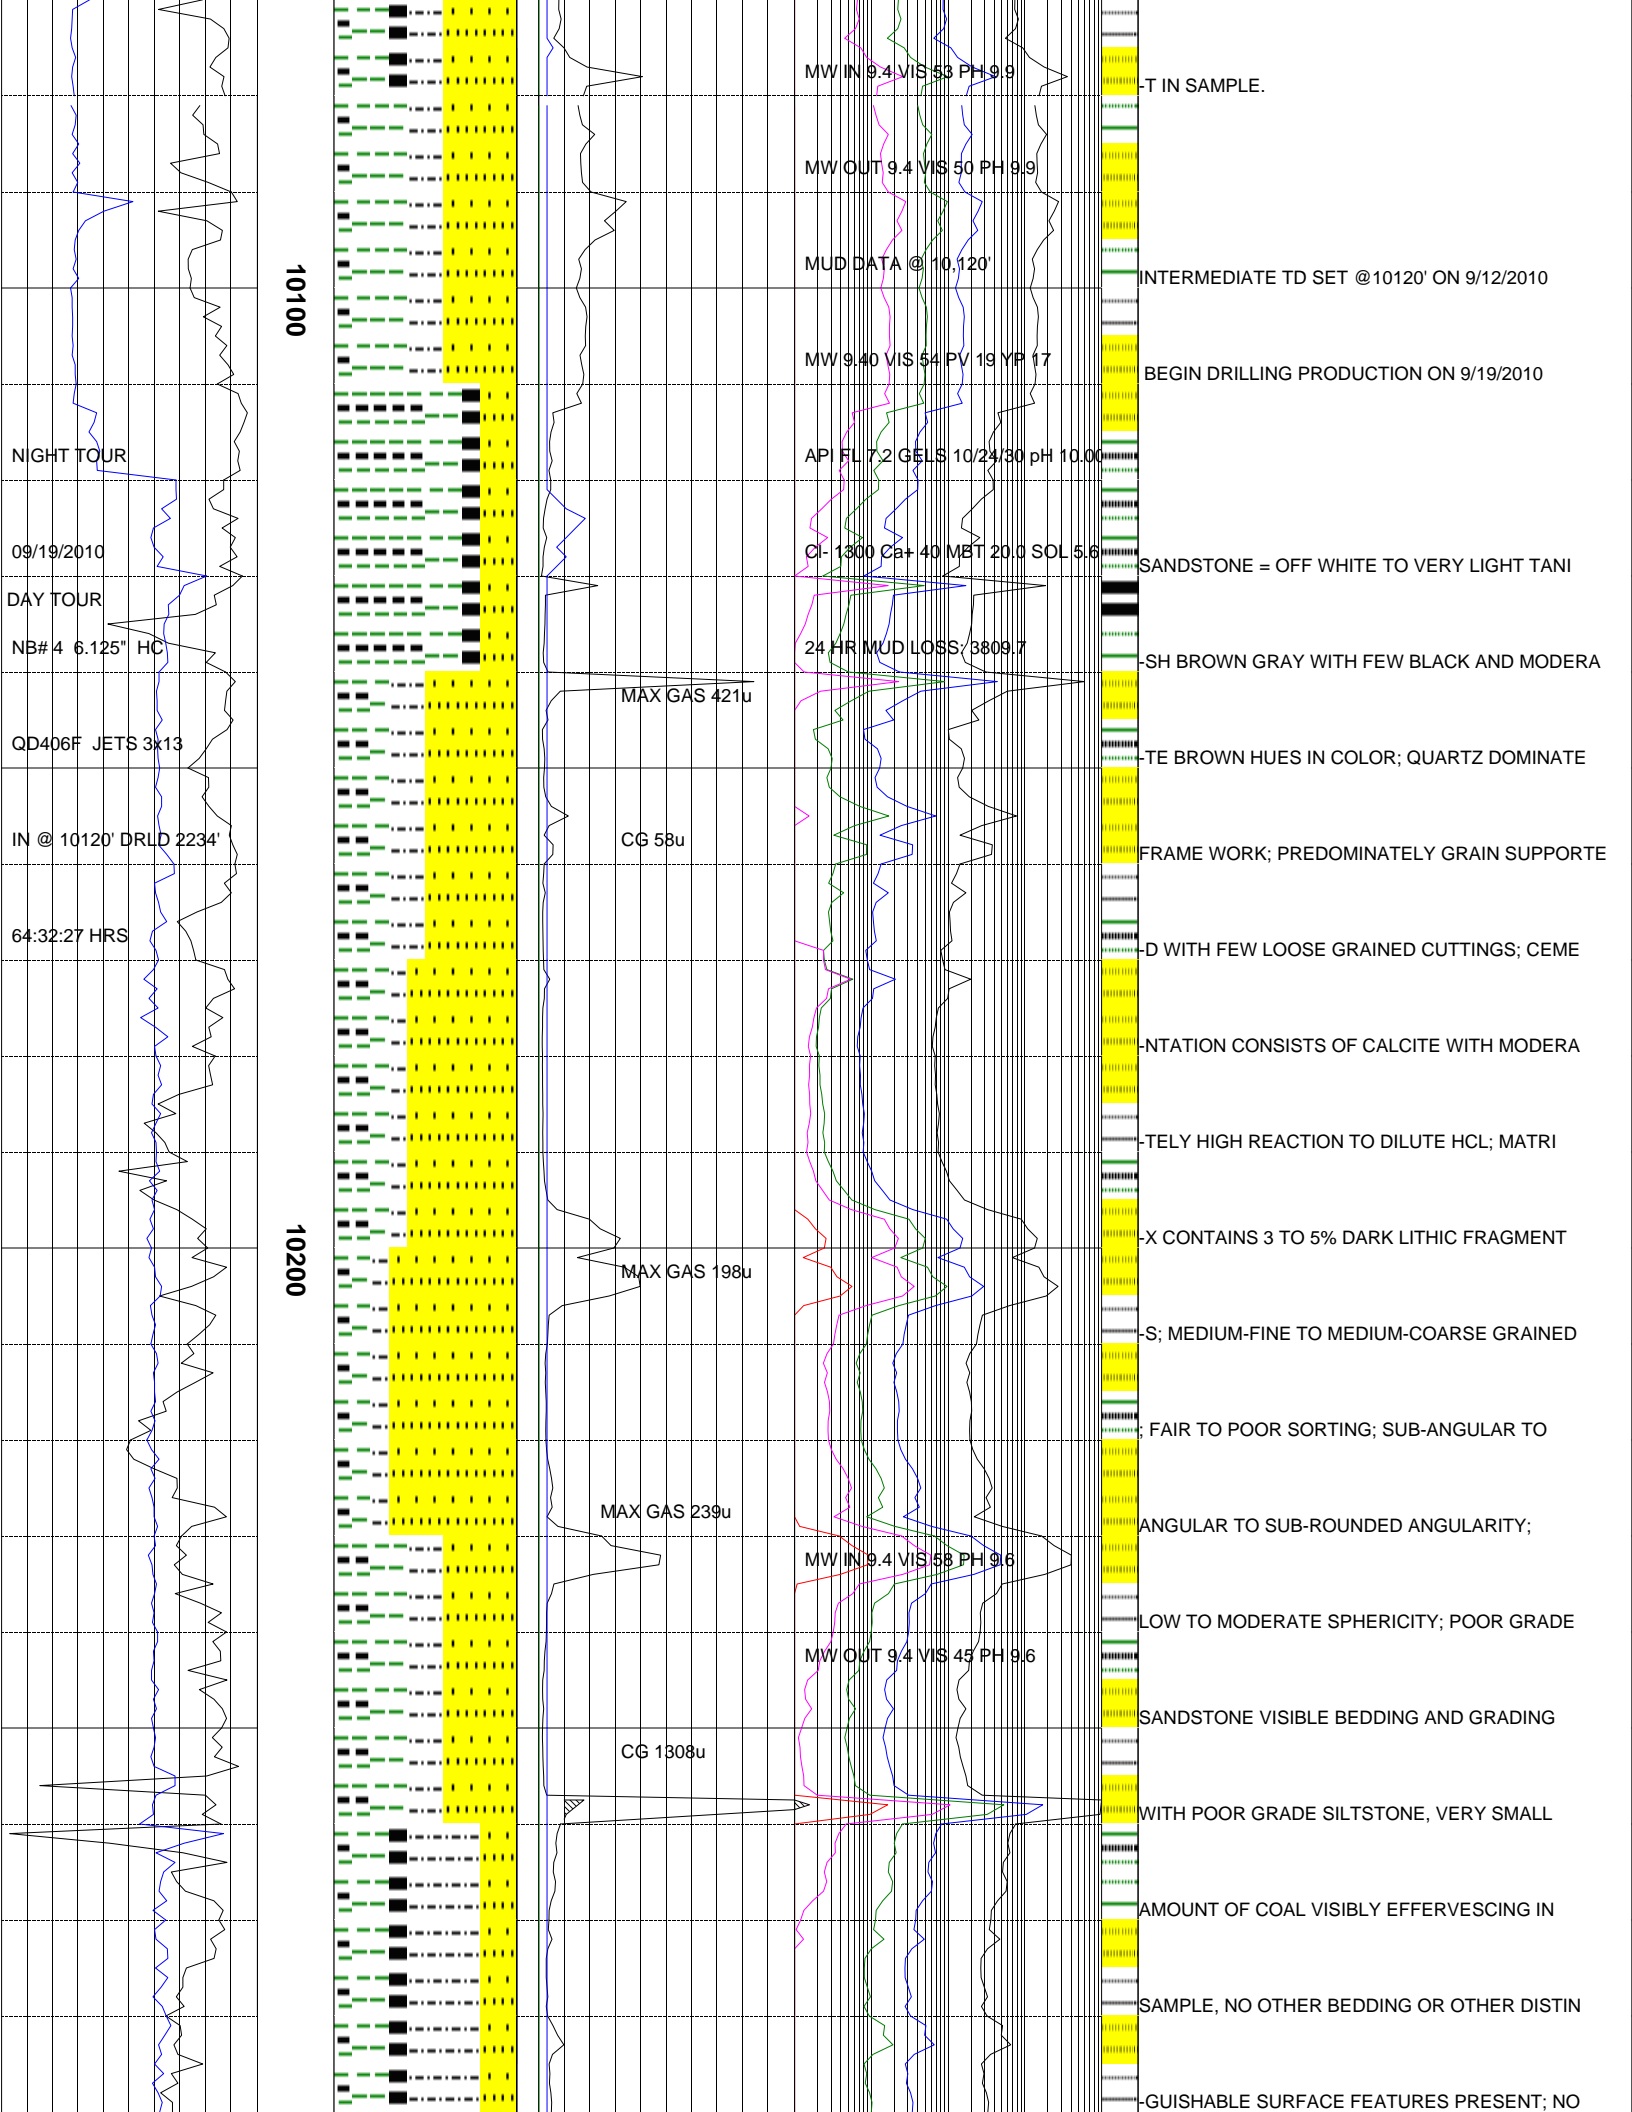 MW IN 9.4 VIS 53 PH 9.9
-T IN SAMPLE.
MW OUT 9.4 VIS 50 PH 9.9
10100
MUD DATA @ 10,120'
INTERMEDIATE TD SET @10120' ON 9/12/2010
MW 9.40 VIS 54 PV 19 YP 17
BEGIN DRILLING PRODUCTION ON 9/19/2010
NIGHT TOUR
API FL 7.2 GELS 10/24/30 pH 10.00
09/19/2010
Cl- 1300 Ca+ 40 MBT 20.0 SOL 5.6
SANDSTONE = OFF WHITE TO VERY LIGHT TANI
DAY TOUR
NB# 4 6.125" HC
24 HR MUD LOSS: 3809.7
-SH BROWN GRAY WITH FEW BLACK AND MODERA
MAX GAS 421u
QD406F JETS 3x13
-TE BROWN HUES IN COLOR; QUARTZ DOMINATE
IN @ 10120' DRLD 2234'
CG 58u
FRAME WORK; PREDOMINATELY GRAIN SUPPORTE
64:32:27 HRS
-D WITH FEW LOOSE GRAINED CUTTINGS; CEME
-NTATION CONSISTS OF CALCITE WITH MODERA
-TELY HIGH REACTION TO DILUTE HCL; MATRI
10200
-X CONTAINS 3 TO 5% DARK LITHIC FRAGMENT
MAX GAS 198u
-S; MEDIUM-FINE TO MEDIUM-COARSE GRAINED
; FAIR TO POOR SORTING; SUB-ANGULAR TO
MAX GAS 239u
ANGULAR TO SUB-ROUNDED ANGULARITY;
MW IN 9.4 VIS 58 PH 9.6
LOW TO MODERATE SPHERICITY; POOR GRADE
MW OUT 9.4 VIS 45 PH 9.6
SANDSTONE VISIBLE BEDDING AND GRADING
CG 1308u
WITH POOR GRADE SILTSTONE, VERY SMALL
AMOUNT OF COAL VISIBLY EFFERVESCING IN
SAMPLE, NO OTHER BEDDING OR OTHER DISTIN
-GUISHABLE SURFACE FEATURES PRESENT; NO